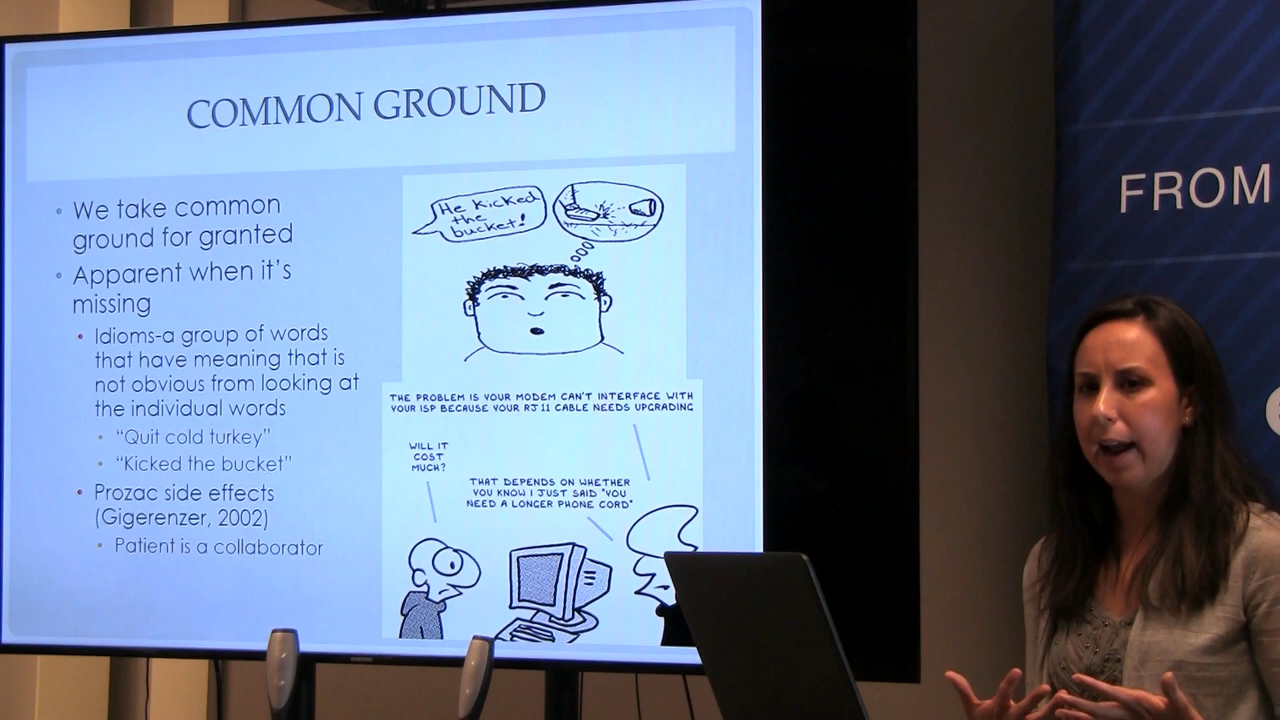 COMMON GROUND
• We take common
ground for granted
• Apparent when it's
missing
• Idioms-a group of words
that have meaning that is
not obvious from looking at
the individual words
• "Quit cold turkey"
• "Kicked the bucket"
• Prozac side effects
(Gigerenzer, 2002)
• Patient is a collaborator
He Kicked
the
bucket!
THE PROBLEM IS YOUR MODEM CAN'T INTERFACE WITH
YOUR ISP BECAUSE YOUR RJ11 CABLE NEEDS UPGRADING
WILL IT
COST
MUCH?
THAT DEPENDS ON WHETHER
YOU KNOW I JUST SAID "YOU
NEED A LONGER PHONE CORD"
SAMSUNG
FROM